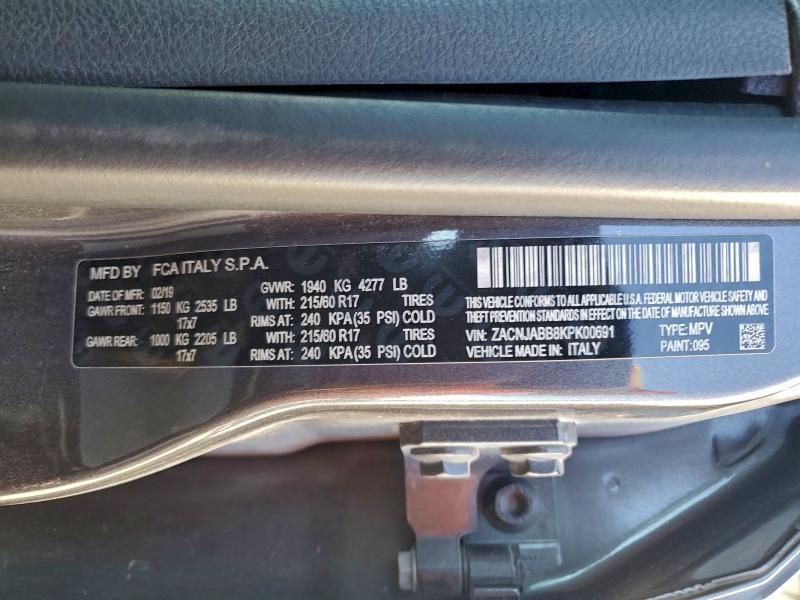 MFD BY FCA ITALY S.P.A.
DATE OF MFR: 02/19 GVWR: 1940 KG 4277 LB
GAWR FRONT: 1150 KG 2535 LB WITH: 215/60 R17 TIRES
17x7 RIMS AT: 240 KPA (35 PSI) COLD
GAWR REAR: 1000 KG 2205 LB WITH: 215/60 R17 TIRES
17x7 RIMS AT: 240 KPA (35 PSI) COLD
THIS VEHICLE CONFORMS TO ALL APPLICABLE U.S.A. FEDERAL MOTOR VEHICLE SAFETY AND
THEFT PREVENTION STANDARDS IN EFFECT ON THE DATE OF MANUFACTURE SHOWN ABOVE.
VIN: ZACNJABB8KPK00691 TYPE: MPV
VEHICLE MADE IN: ITALY PAINT: 095